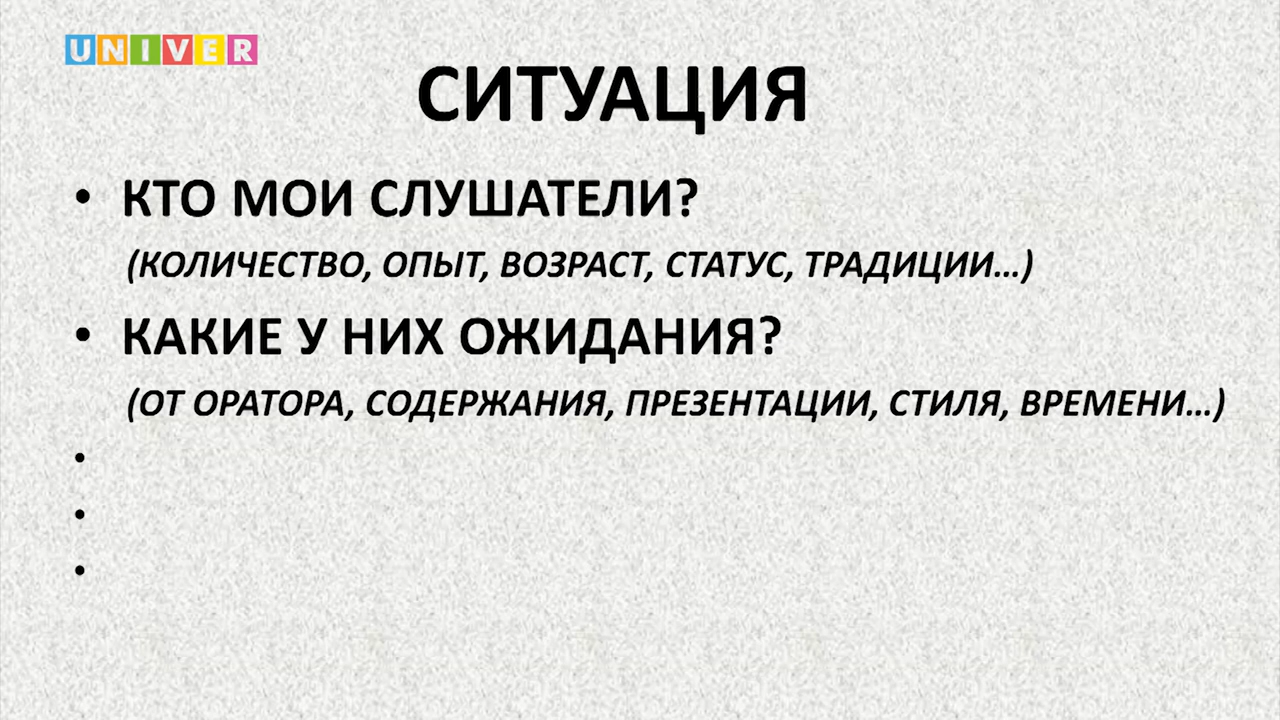 UNIVER
СИТУАЦИЯ
• КТО МОИ СЛУШАТЕЛИ?
(КОЛИЧЕСТВО, ОПЫТ, ВОЗРАСТ, СТАТУС, ТРАДИЦИИ...)
• КАКИЕ У НИХ ОЖИДАНИЯ?
(ОТ ОРАТОРА, СОДЕРЖАНИЯ, ПРЕЗЕНТАЦИИ, СТИЛЯ, ВРЕМЕНИ...)
•
•
•